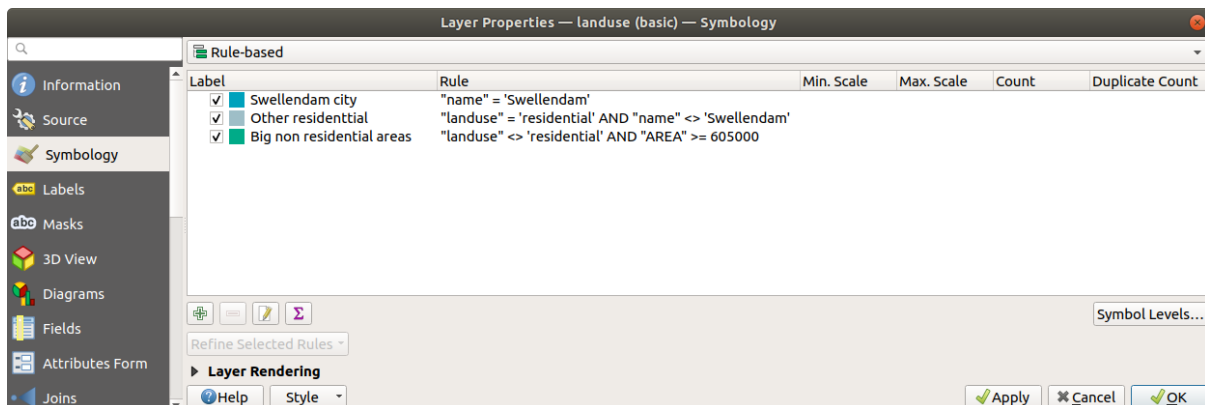 Layer Properties — landuse (basic) — Symbology
Rule-based
Information
Source
Symbology
Labels
Masks
3D View
Diagrams
Fields
Attributes Form
Joins
Label Rule Min. Scale Max. Scale Count Duplicate Count
Swellendam city "name" = 'Swellendam'
Other residenttial "landuse" = 'residential' AND "name" <> 'Swellendam'
Big non residential areas "landuse" <> 'residential' AND "AREA" >= 605000
Symbol Levels...
Refine Selected Rules
Layer Rendering
Help Style Apply Cancel OK